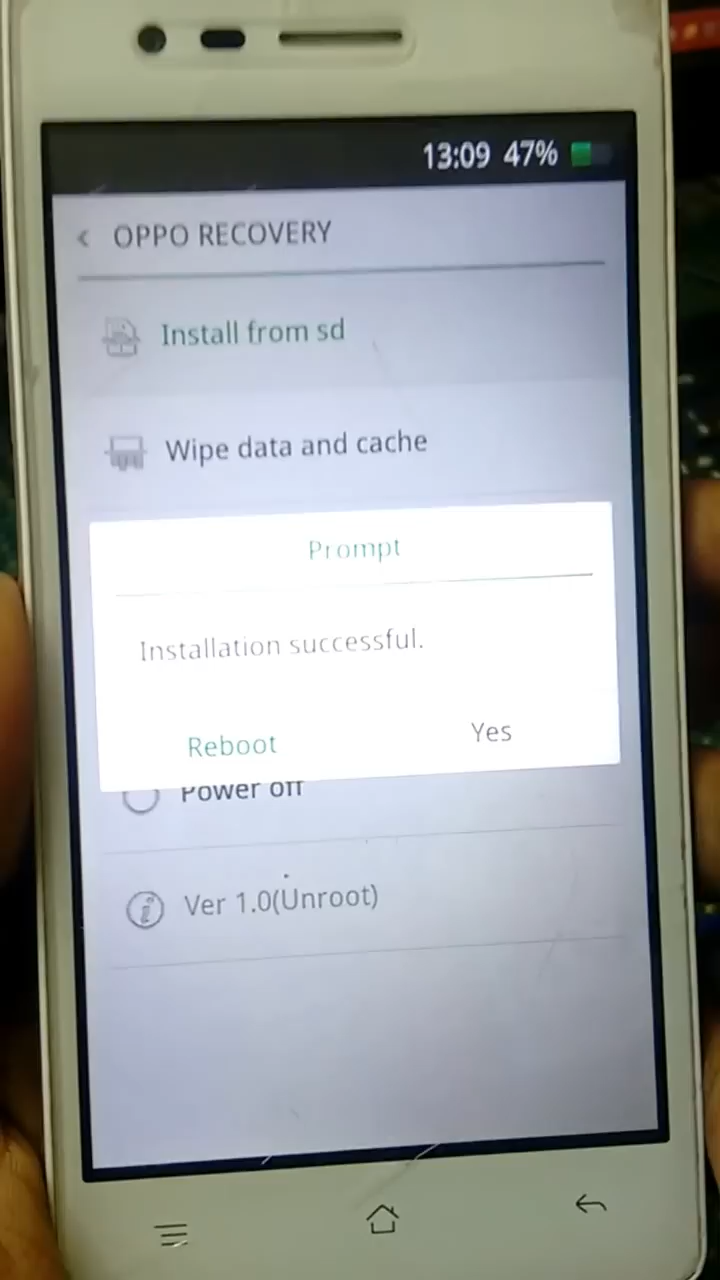 13:09 47%
OPPO RECOVERY
Install from sd
Wipe data and cache
Prompt
Installation successful.
Reboot Yes
Power off
Ver 1.0(Unroot)